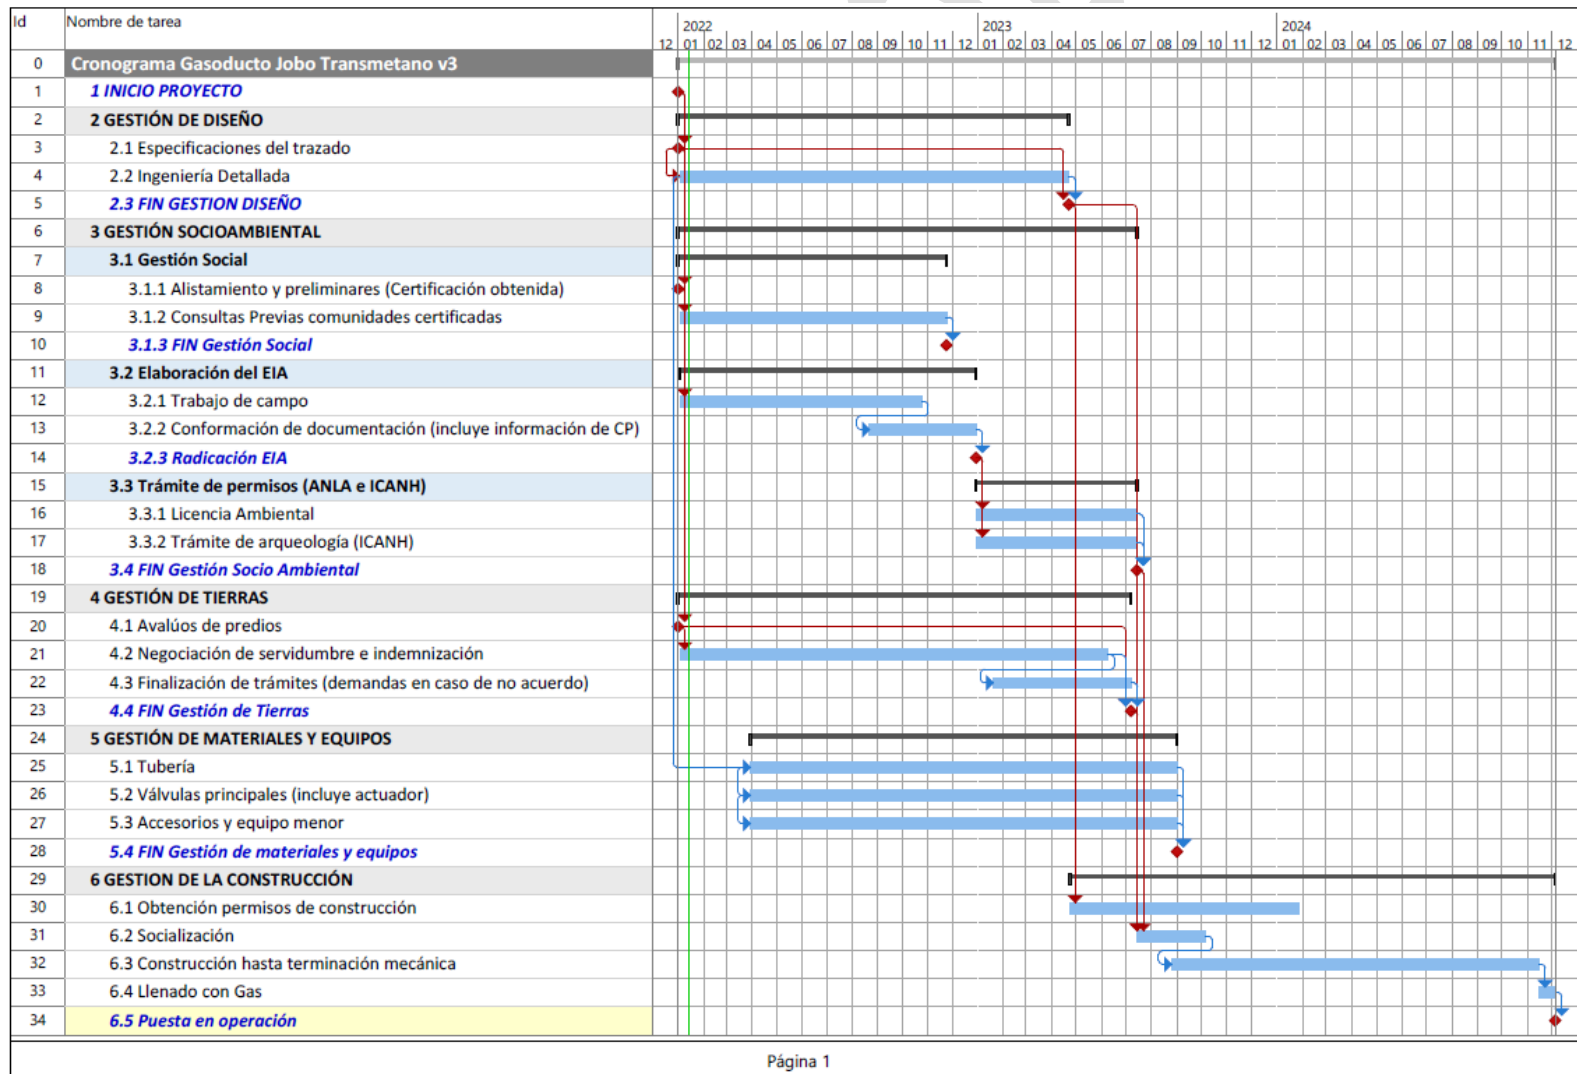 Id Nombre de tarea
2022 2023 2024
12 01 02 03 04 05 06 07 08 09 10 11 12 01 02 03 04 05 06 07 08 09 10 11 12 01 02 03 04 05 06 07 08 09 10 11 12
0 Cronograma Gasoducto Jobo Transmetano v3
1 1 INICIO PROYECTO
2 2 GESTIÓN DE DISEÑO
3 2.1 Especificaciones del trazado
4 2.2 Ingeniería Detallada
5 2.3 FIN GESTION DISEÑO
6 3 GESTIÓN SOCIOAMBIENTAL
7 3.1 Gestión Social
8 3.1.1 Alistamiento y preliminares (Certificación obtenida)
9 3.1.2 Consultas Previas comunidades certificadas
10 3.1.3 FIN Gestión Social
11 3.2 Elaboración del EIA
12 3.2.1 Trabajo de campo
13 3.2.2 Conformación de documentación (incluye información de CP)
14 3.2.3 Radicación EIA
15 3.3 Trámite de permisos (ANLA e ICANH)
16 3.3.1 Licencia Ambiental
17 3.3.2 Trámite de arqueología (ICANH)
18 3.4 FIN Gestión Socio Ambiental
19 4 GESTIÓN DE TIERRAS
20 4.1 Avalúos de predios
21 4.2 Negociación de servidumbre e indemnización
22 4.3 Finalización de trámites (demandas en caso de no acuerdo)
23 4.4 FIN Gestión de Tierras
24 5 GESTIÓN DE MATERIALES Y EQUIPOS
25 5.1 Tubería
26 5.2 Válvulas principales (incluye actuador)
27 5.3 Accesorios y equipo menor
28 5.4 FIN Gestión de materiales y equipos
29 6 GESTION DE LA CONSTRUCCIÓN
30 6.1 Obtención permisos de construcción
31 6.2 Socialización
32 6.3 Construcción hasta terminación mecánica
33 6.4 Llenado con Gas
34 6.5 Puesta en operación
Página 1